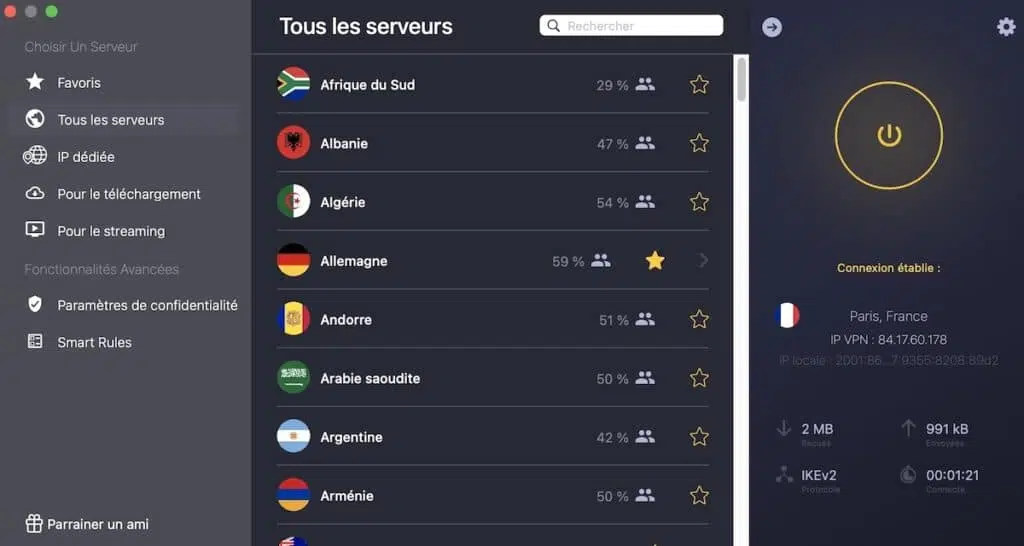 Choisir Un Serveur
Favoris
Tous les serveurs
IP dédiée
Pour le téléchargement
Pour le streaming
Fonctionnalités Avancées
Paramètres de confidentialité
Smart Rules
Parrainer un ami
Tous les serveurs
Rechercher
Afrique du Sud 29 %
Albanie 47 %
Algérie 54 %
Allemagne 59 %
Andorre 51 %
Arabie saoudite 50 %
Argentine 42 %
Arménie 50 %
Connexion établie :
Paris, France
IP VPN : 84.17.60.178
IP locale : 2001:86...7:9355:8208:89d2
2 MB
Reçues
991 kB
Envoyées
IKEv2
Protocole
00:01:21
Connecté